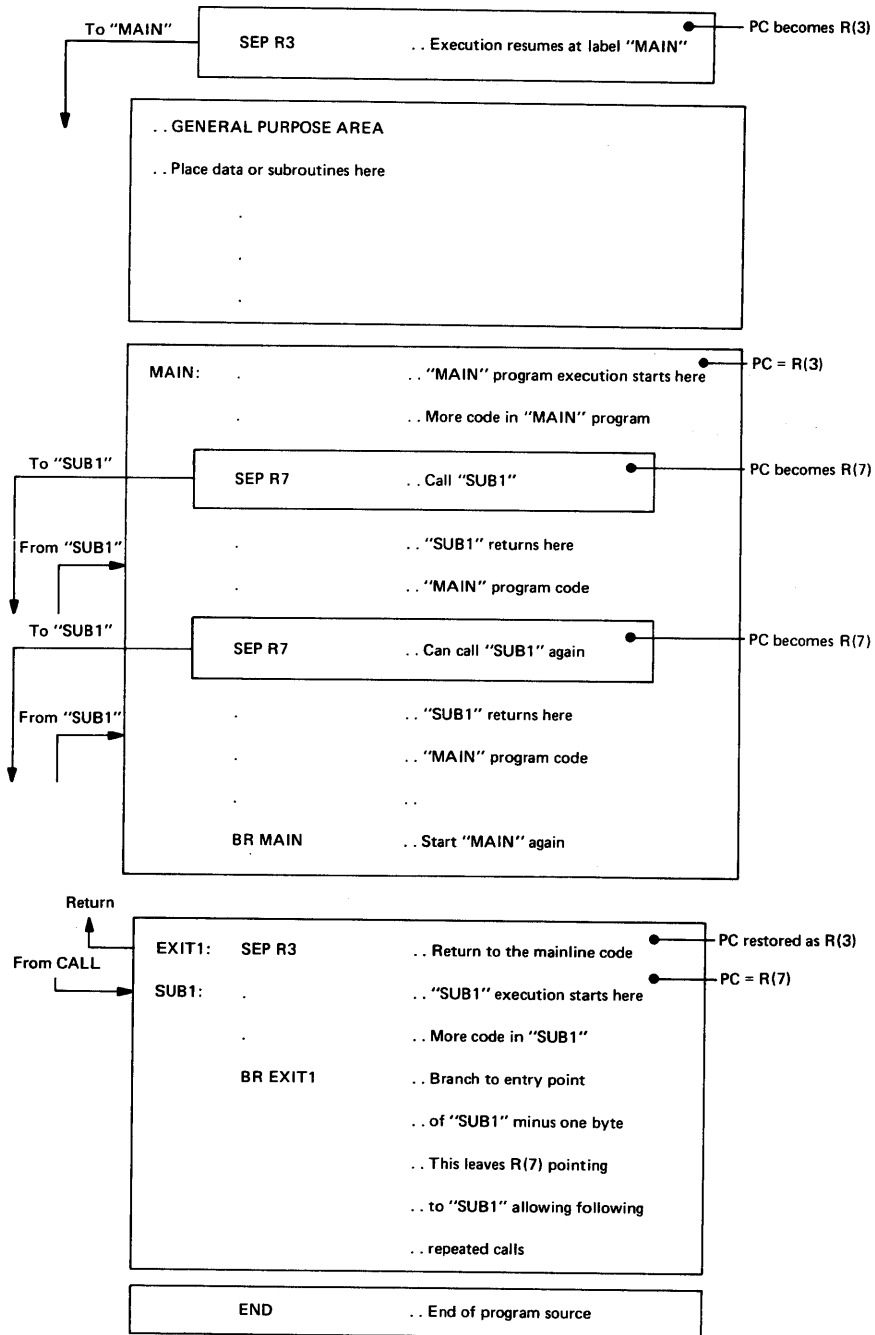 To "MAIN"
SEP R3 . . Execution resumes at label "MAIN"
PC becomes R(3)
. . GENERAL PURPOSE AREA
. . Place data or subroutines here
.
.
.
MAIN: . . . "MAIN" program execution starts here
PC = R(3)
. . . More code in "MAIN" program
To "SUB1"
SEP R7 . . Call "SUB1"
PC becomes R(7)
From "SUB1"
. . . "SUB1" returns here
. . . "MAIN" program code
To "SUB1"
SEP R7 . . Can call "SUB1" again
PC becomes R(7)
From "SUB1"
. . . "SUB1" returns here
. . . "MAIN" program code
. . .
BR MAIN . . Start "MAIN" again
Return
EXIT1: SEP R3 . . Return to the mainline code
PC restored as R(3)
From CALL
SUB1: . . . "SUB1" execution starts here
PC = R(7)
. . . More code in "SUB1"
BR EXIT1 . . Branch to entry point
. . of "SUB1" minus one byte
. . This leaves R(7) pointing
. . to "SUB1" allowing following
. . repeated calls
END . . End of program source